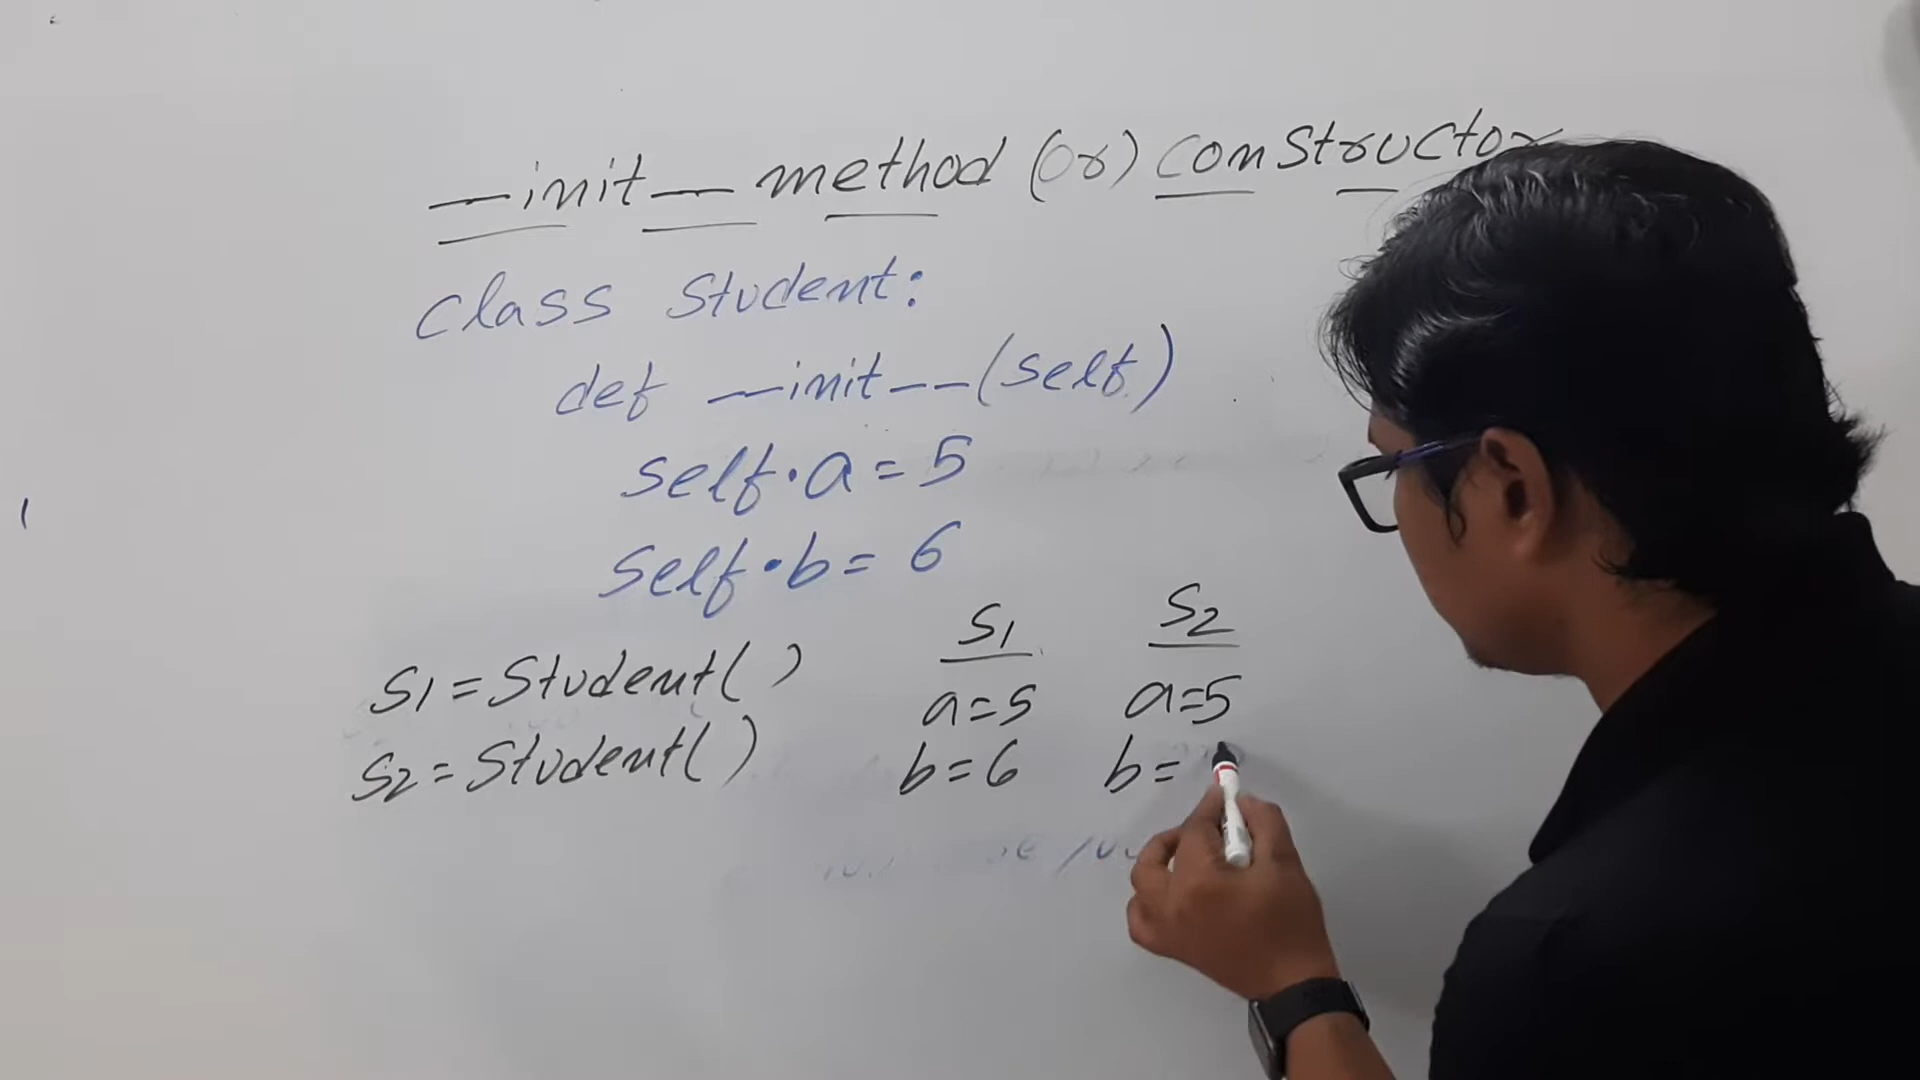 __init__ method (or) constructor
class Student:
def __init__(self)
self.a = 5
self.b = 6
S1 = Student()
S2 = Student()
S1
a=5
b=6
S2
a=5
b=